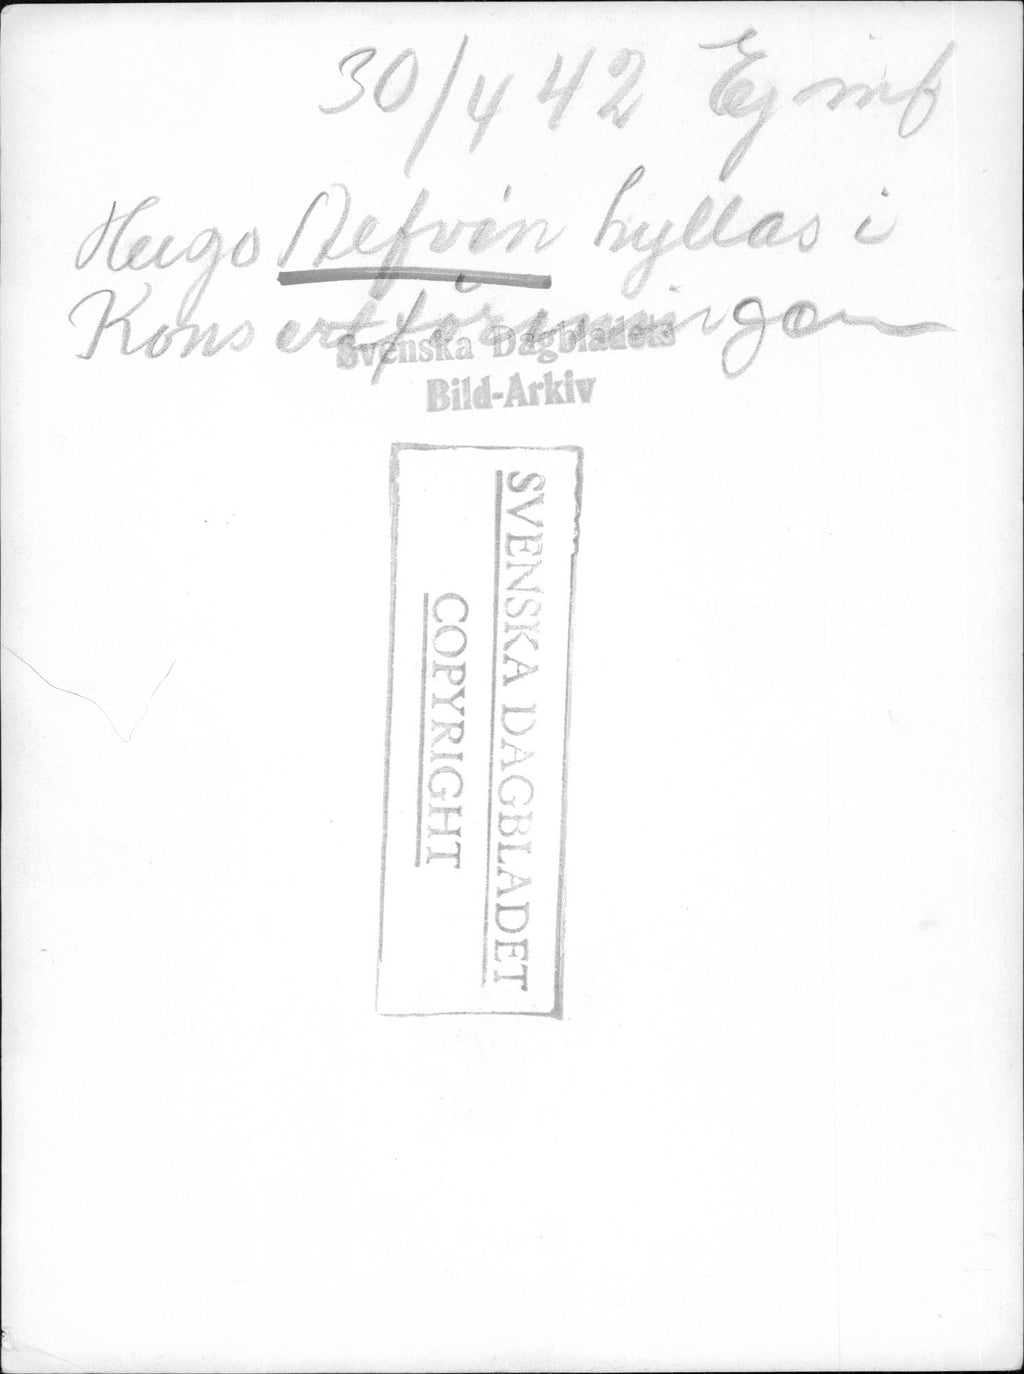 30/4 42 Ej inf
Hugo Alfvén hyllas i
Konsertföreningen
Svenska Dagbladets
Bild-Arkiv
SVENSKA DAGBLADET
COPYRIGHT